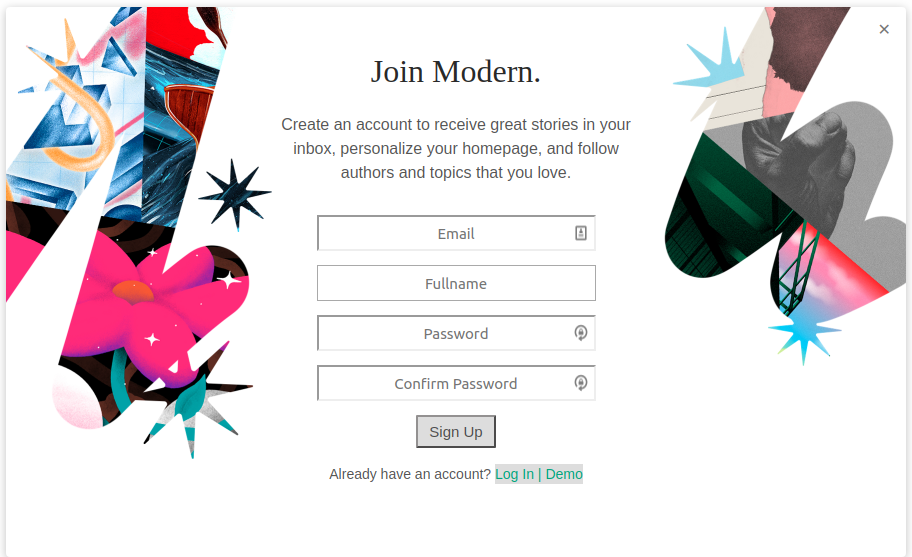 ×
Join Modern.
Create an account to receive great stories in your
inbox, personalize your homepage, and follow
authors and topics that you love.
Email
Fullname
Password
Confirm Password
Sign Up
Already have an account? Log In | Demo